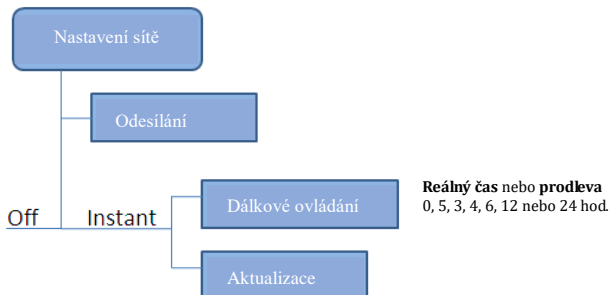 Nastavení sítě
Odesílání
Off
Instant
Dálkové ovládání
Reálný čas nebo prodleva
0, 5, 3, 4, 6, 12 nebo 24 hod.
Aktualizace